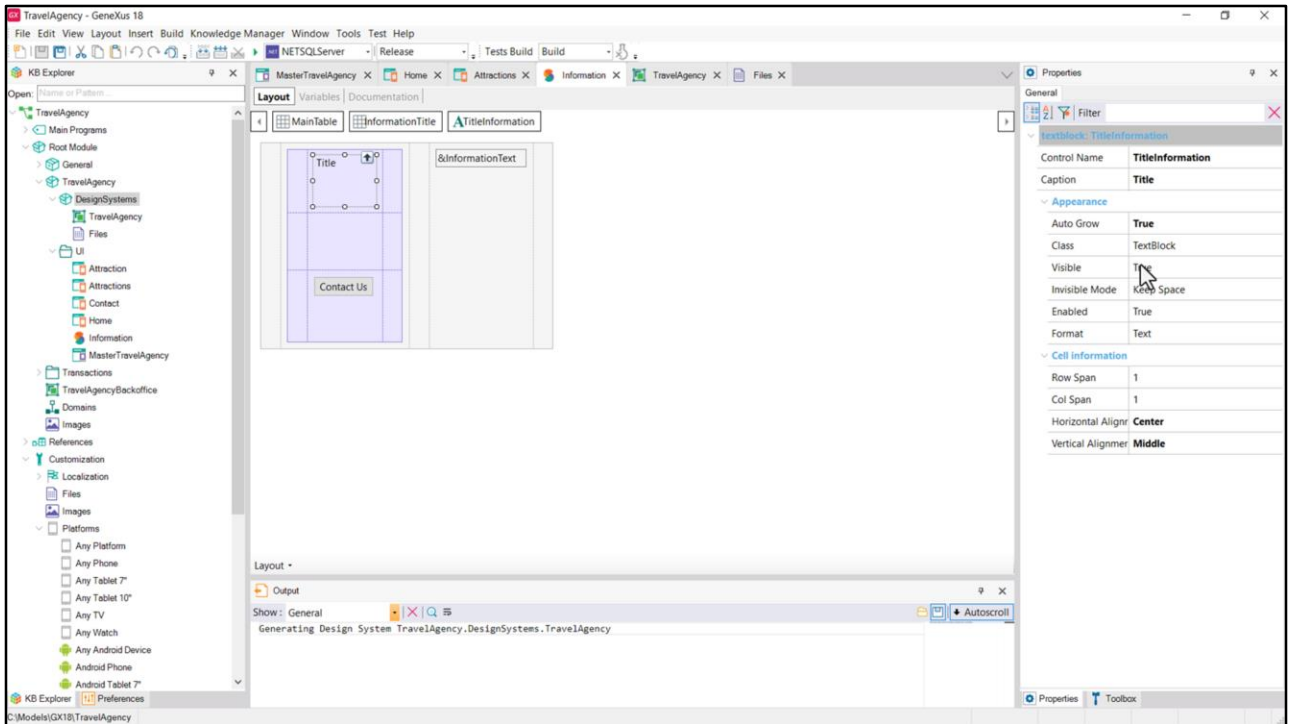 TravelAgency - GeneXus 18
File Edit View Layout Insert Build Knowledge Manager Window Tools Test Help
NETSQLServer Release Tests Build Build
KB Explorer
Open: Name or Pattern...
TravelAgency
Main Programs
Root Module
General
TravelAgency
DesignSystems
TravelAgency
Files
UI
Attraction
Attractions
Contact
Home
Information
MasterTravelAgency
Transactions
TravelAgencyBackoffice
Domains
Images
References
Customization
Localization
Files
Images
Platforms
Any Platform
Any Phone
Any Tablet 7"
Any Tablet 10"
Any TV
Any Watch
Any Android Device
Android Phone
Android Tablet 7"
KB Explorer Preferences
C:\Models\GX18\TravelAgency
MasterTravelAgency Home Attractions Information TravelAgency Files
Layout Variables Documentation
MainTable InformationTitle TitleInformation
Title
&InformationText
Contact Us
Layout
Output
Show: General Autoscroll
Generating Design System TravelAgency.DesignSystems.TravelAgency
Properties
General
Filter
textblock: TitleInformation
Control Name TitleInformation
Caption Title
Appearance
Auto Grow True
Class TextBlock
Visible True
Invisible Mode Keep Space
Enabled True
Format Text
Cell information
Row Span 1
Col Span 1
Horizontal Alignr Center
Vertical Alignmer Middle
Properties Toolbox